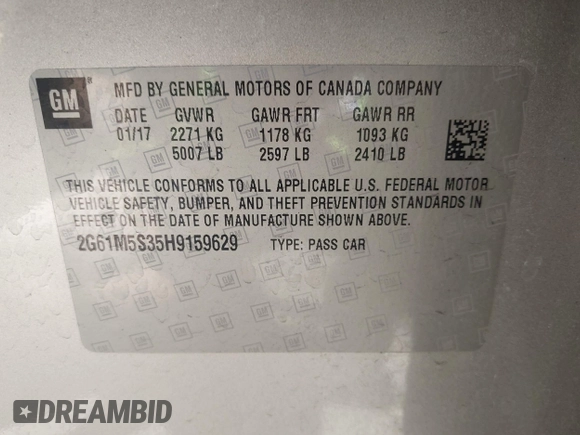 GM
MFD BY GENERAL MOTORS OF CANADA COMPANY
DATE GVWR GAWR FRT GAWR RR
01/17 2271 KG 1178 KG 1093 KG
5007 LB 2597 LB 2410 LB
THIS VEHICLE CONFORMS TO ALL APPLICABLE U.S. FEDERAL MOTOR
VEHICLE SAFETY, BUMPER, AND THEFT PREVENTION STANDARDS IN
EFFECT ON THE DATE OF MANUFACTURE SHOWN ABOVE.
2G61M5S35H9159629 TYPE: PASS CAR
DREAMBID